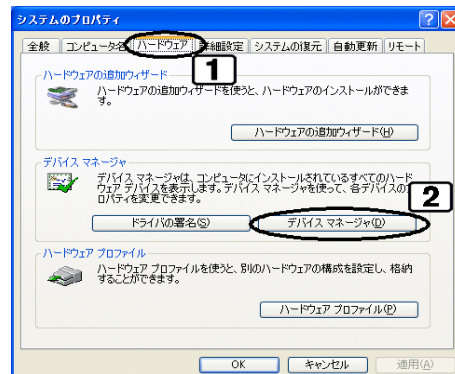 システムのプロパティ
全般 コンピュータ名 ハードウェア 詳細設定 システムの復元 自動更新 リモート
1
ハードウェアの追加ウィザード
ハードウェアの追加ウィザードを使うと、ハードウェアのインストールができま
す。
ハードウェアの追加ウィザード(H)
デバイス マネージャ
デバイス マネージャは、コンピュータにインストールされているすべてのハード
ウェア デバイスを表示します。デバイス マネージャを使って、各デバイスのプ
ロパティを変更できます。
2
ドライバの署名(S) デバイス マネージャ(D)
ハードウェア プロファイル
ハードウェア プロファイルを使うと、別のハードウェアの構成を設定し、格納
することができます。
ハードウェア プロファイル(P)
OK キャンセル 適用(A)